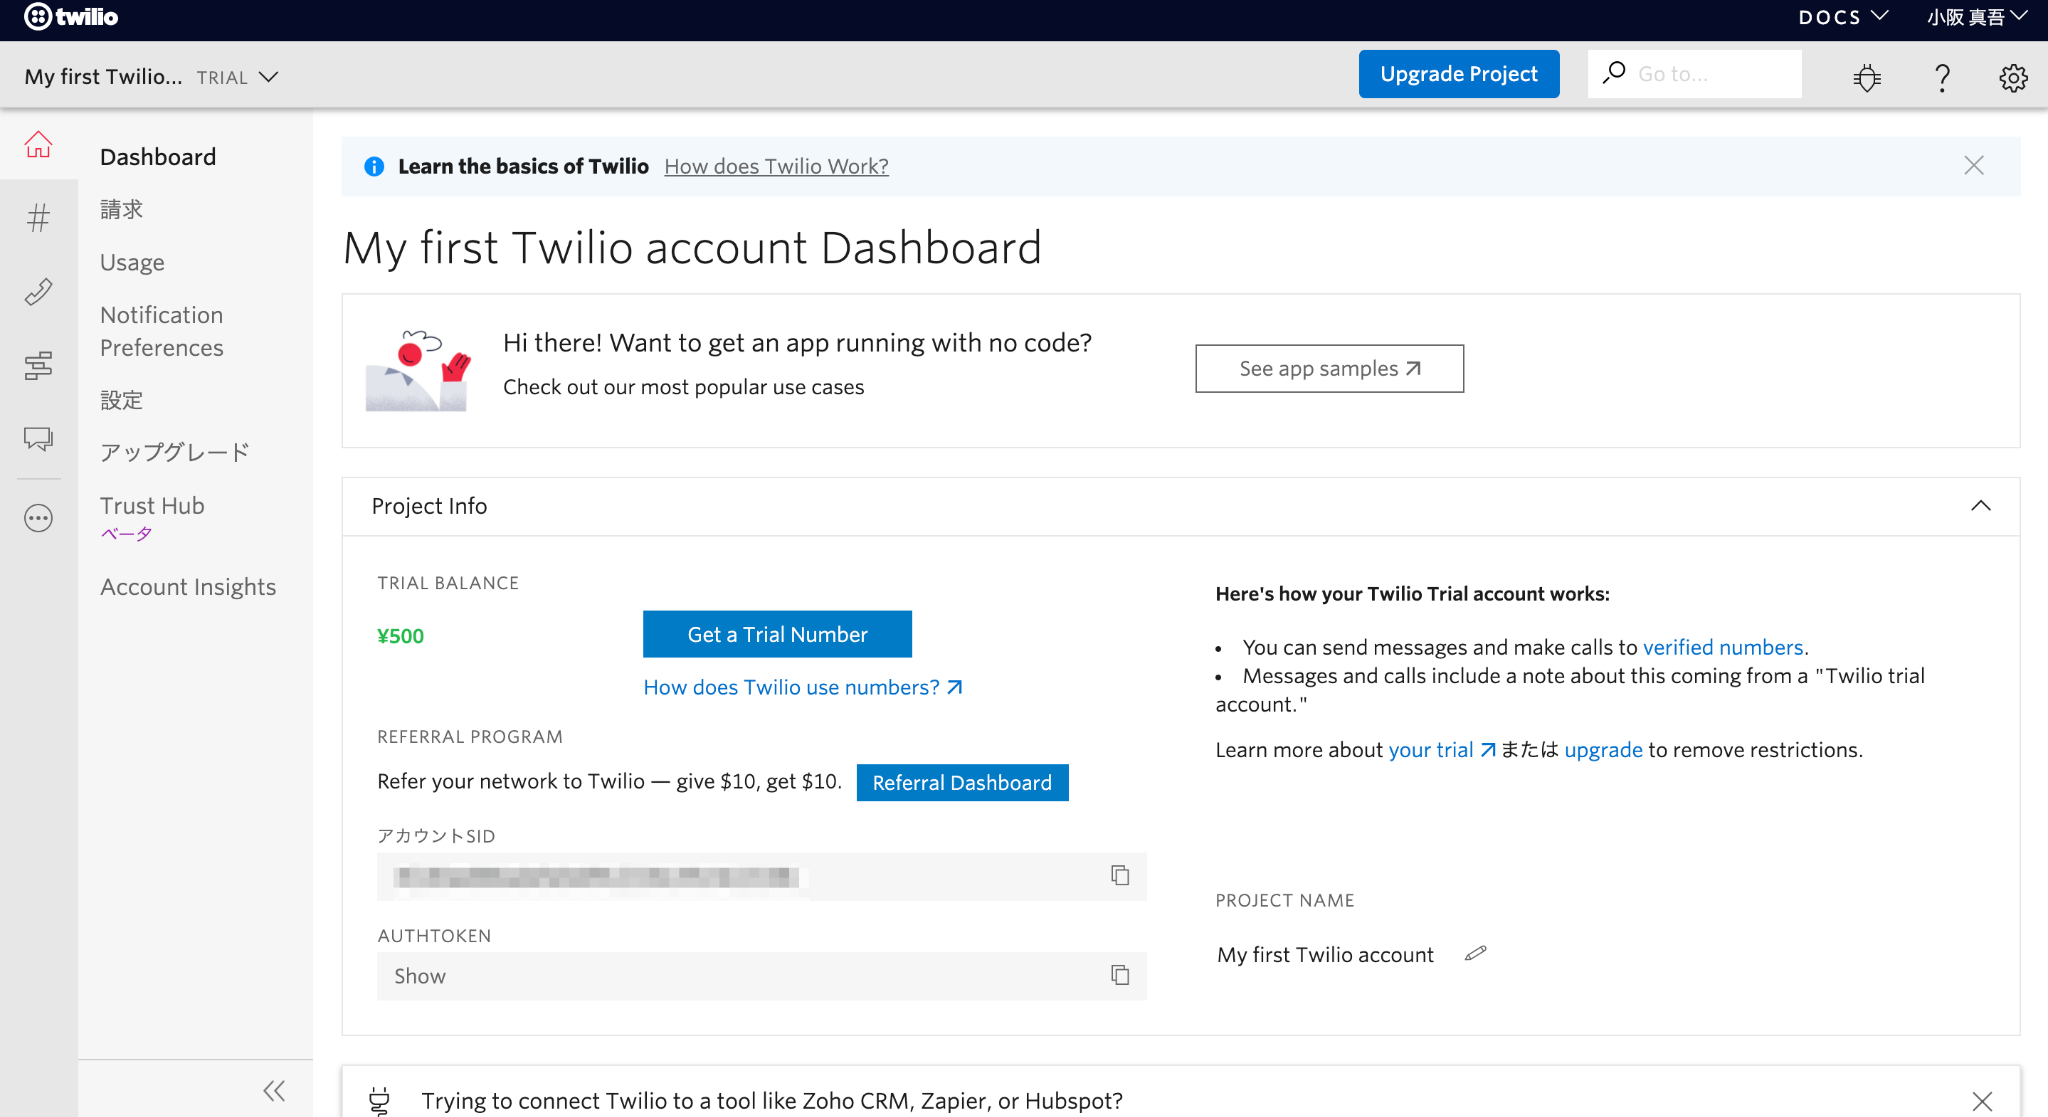 twilio
DOCS
小阪 真吾
My first Twilio... TRIAL
Upgrade Project
Go to...
Dashboard
請求
Usage
Notification
Preferences
設定
アップグレード
Trust Hub
ベータ
Account Insights
Learn the basics of Twilio How does Twilio Work?
My first Twilio account Dashboard
Hi there! Want to get an app running with no code?
Check out our most popular use cases
See app samples
Project Info
TRIAL BALANCE
¥500
Get a Trial Number
How does Twilio use numbers?
REFERRAL PROGRAM
Refer your network to Twilio — give $10, get $10. Referral Dashboard
アカウントSID
AUTHTOKEN
Show
Here's how your Twilio Trial account works:
• You can send messages and make calls to verified numbers.
• Messages and calls include a note about this coming from a "Twilio trial
account."
Learn more about your trial または upgrade to remove restrictions.
PROJECT NAME
My first Twilio account
Trying to connect Twilio to a tool like Zoho CRM, Zapier, or Hubspot?